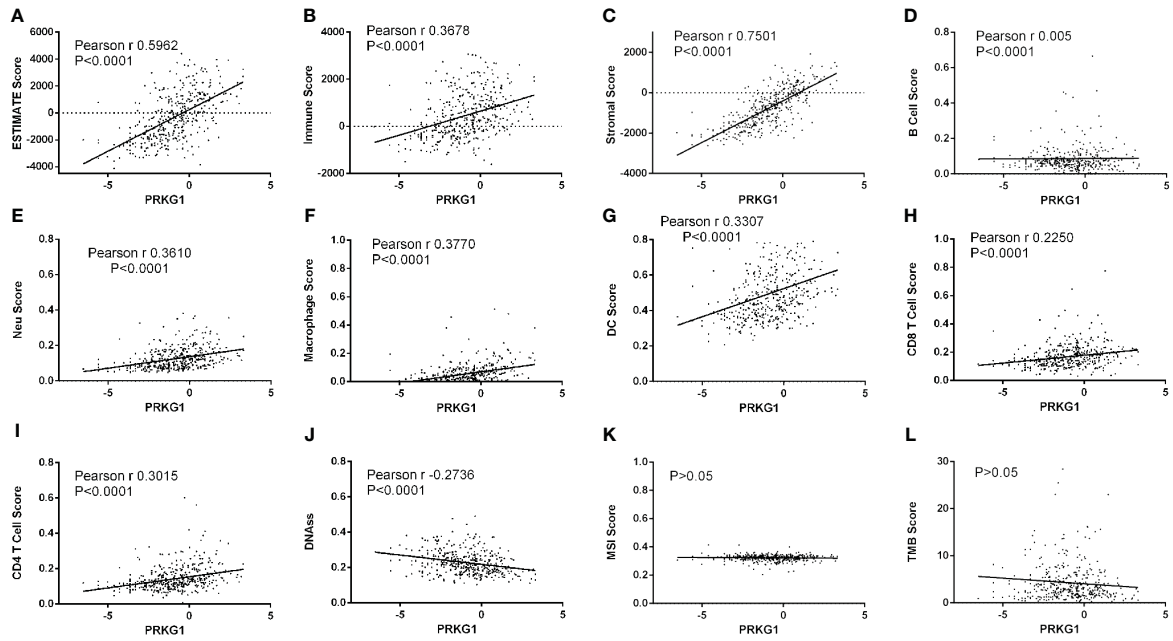 A
Pearson r 0.5962
P<0.0001
6000
4000
2000
0
-2000
-4000
ESTIMATE Score
-5
0
5
PRKG1
B
Pearson r 0.3678
P<0.0001
4000
2000
0
-2000
Immune Score
-5
0
5
PRKG1
C
Pearson r 0.7501
P<0.0001
2000
0
-2000
-4000
Stromal Score
-5
0
5
PRKG1
D
Pearson r 0.005
P<0.0001
0.8
0.6
0.4
0.2
0.0
B Cell Score
-5
0
5
PRKG1
E
Pearson r 0.3610
P<0.0001
0.8
0.6
0.4
0.2
0.0
Neu Score
-5
0
5
PRKG1
F
Pearson r 0.3770
P<0.0001
1.0
0.8
0.6
0.4
0.2
0.0
Macrophage Score
-5
0
5
PRKG1
G
Pearson r 0.3307
P<0.0001
0.8
0.6
0.4
0.2
0.0
DC Score
-5
0
5
PRKG1
H
Pearson r 0.2250
P<0.0001
1.0
0.8
0.6
0.4
0.2
0.0
CD8 T Cell Score
-5
0
5
PRKG1
I
Pearson r 0.3015
P<0.0001
0.8
0.6
0.4
0.2
0.0
CD4 T Cell Score
-5
0
5
PRKG1
J
Pearson r -0.2736
P<0.0001
0.8
0.6
0.4
0.2
0.0
DNAss
-5
0
5
PRKG1
K
P>0.05
1.0
0.8
0.6
0.4
0.2
0.0
MSI Score
-5
0
5
PRKG1
L
P>0.05
30
20
10
0
TMB Score
-5
0
5
PRKG1